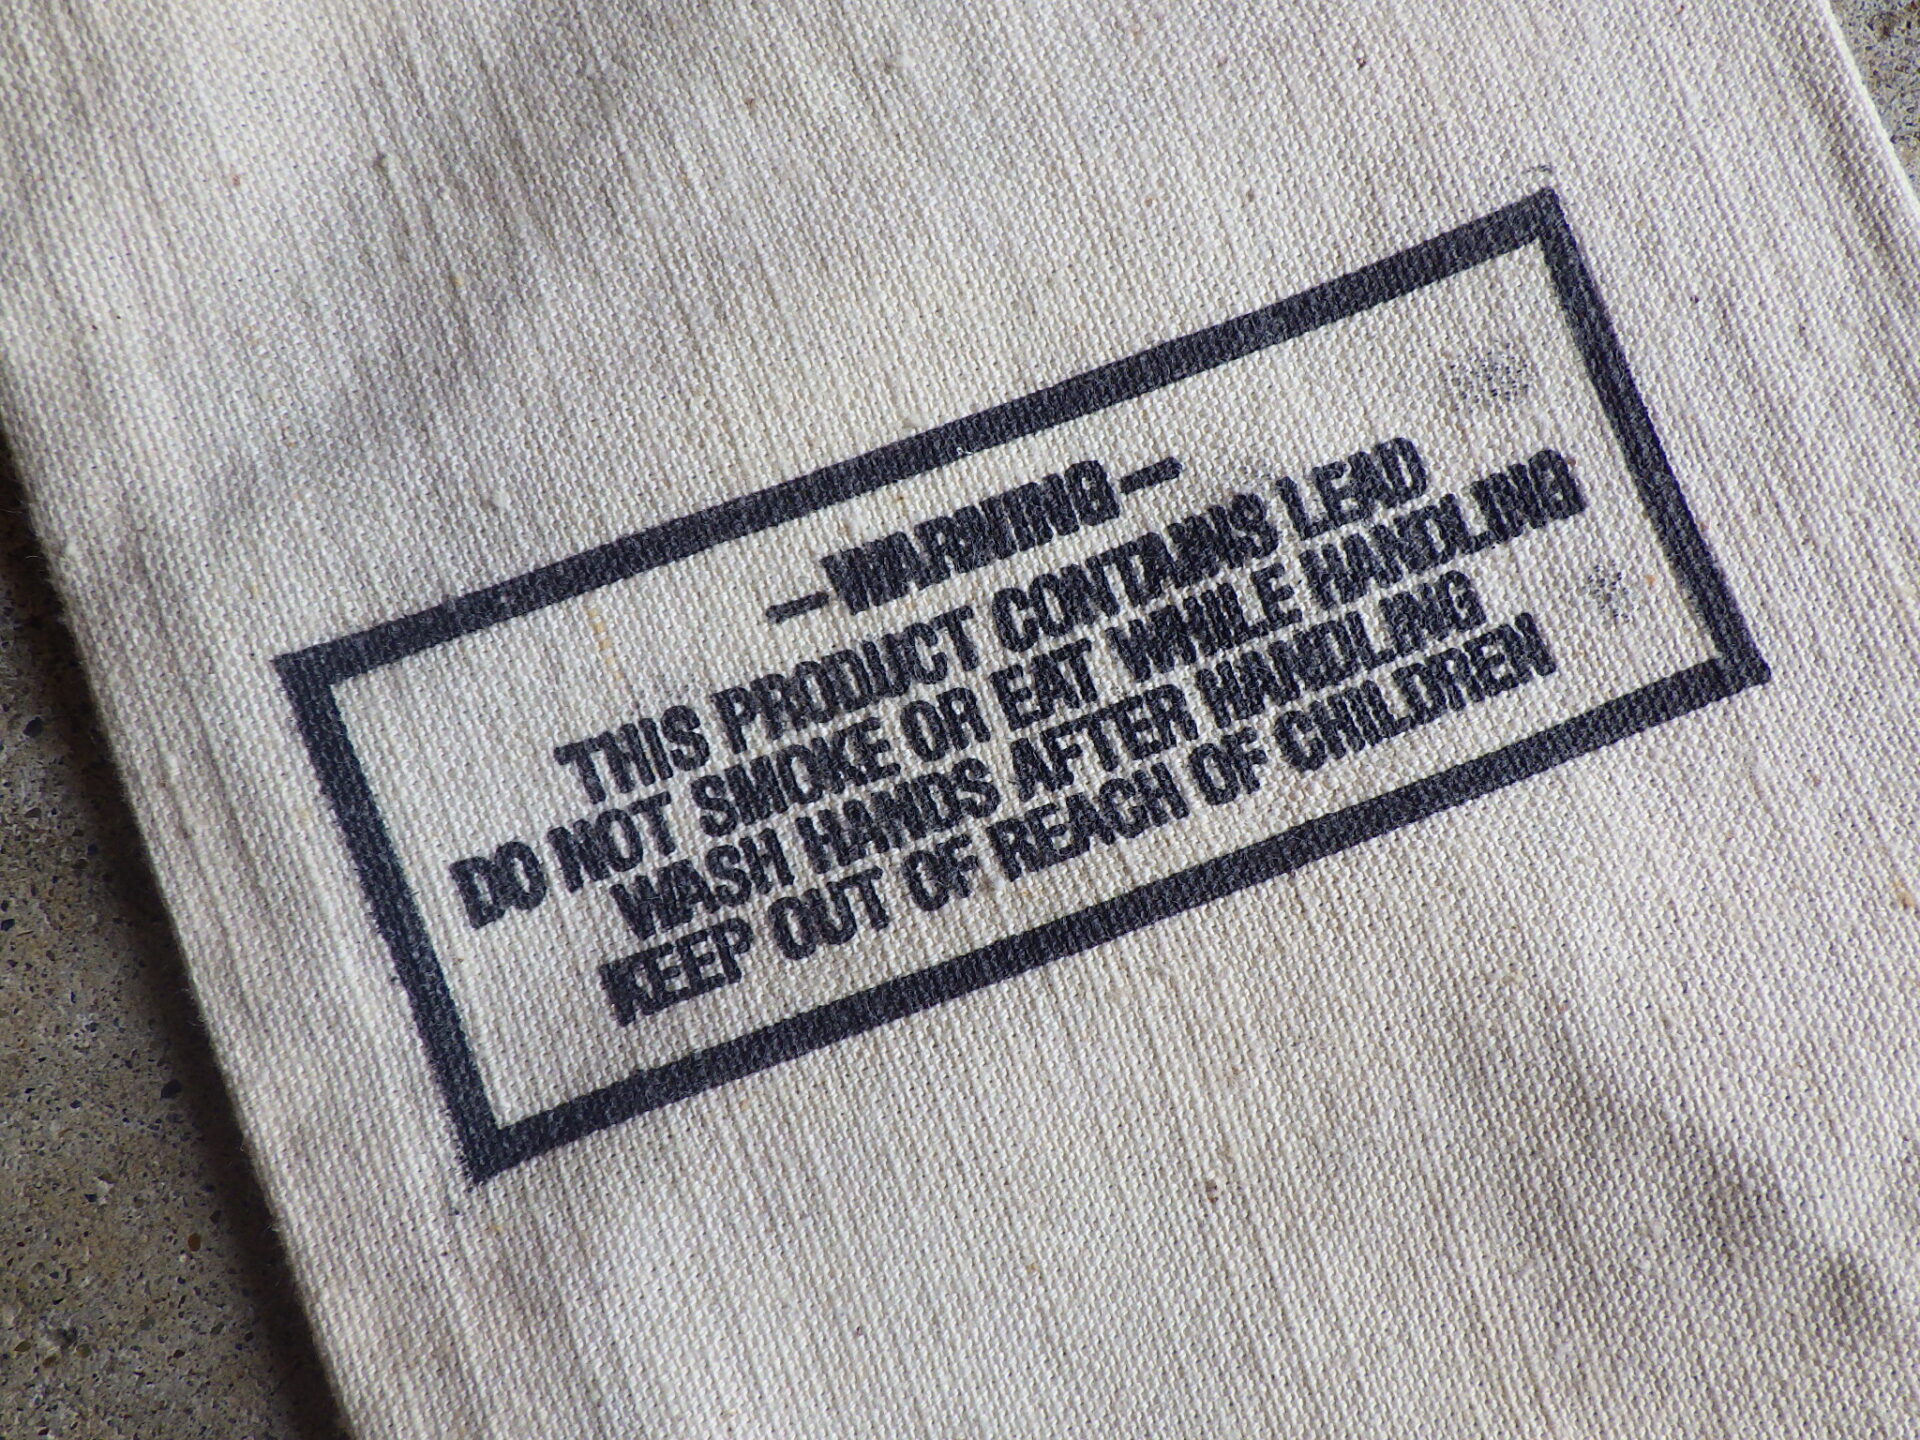 -WARNING-
THIS PRODUCT CONTAINS LEAD
DO NOT SMOKE OR EAT WHILE HANDLING
WASH HANDS AFTER HANDLING
KEEP OUT OF REACH OF CHILDREN